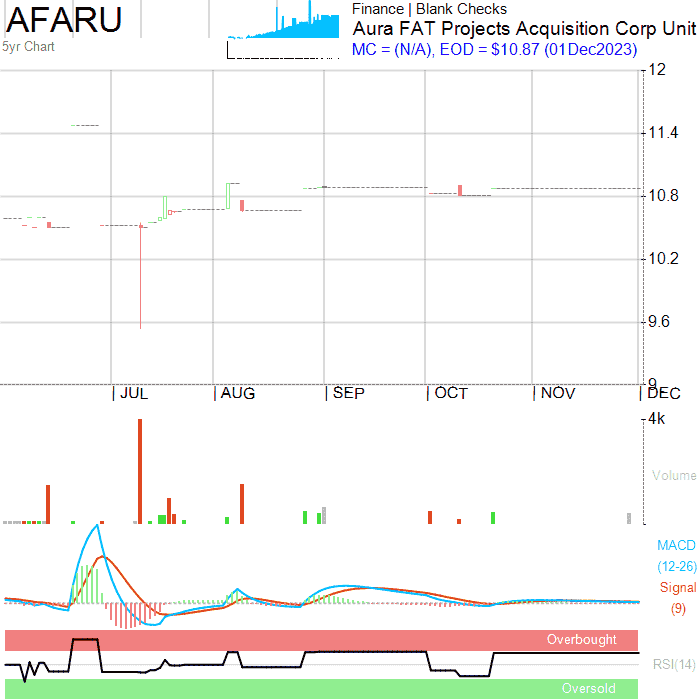 AFARU
Finance | Blank Checks
Aura FAT Projects Acquisition Corp Unit
5yr Chart
MC = (N/A), EOD = $10.87 (01Dec2023)
12
11.4
10.8
10.2
9.6
9
JUL AUG SEP OCT NOV DEC
4k
Volume
MACD
(12-26)
Signal
(9)
Overbought
RSI(14)
Oversold